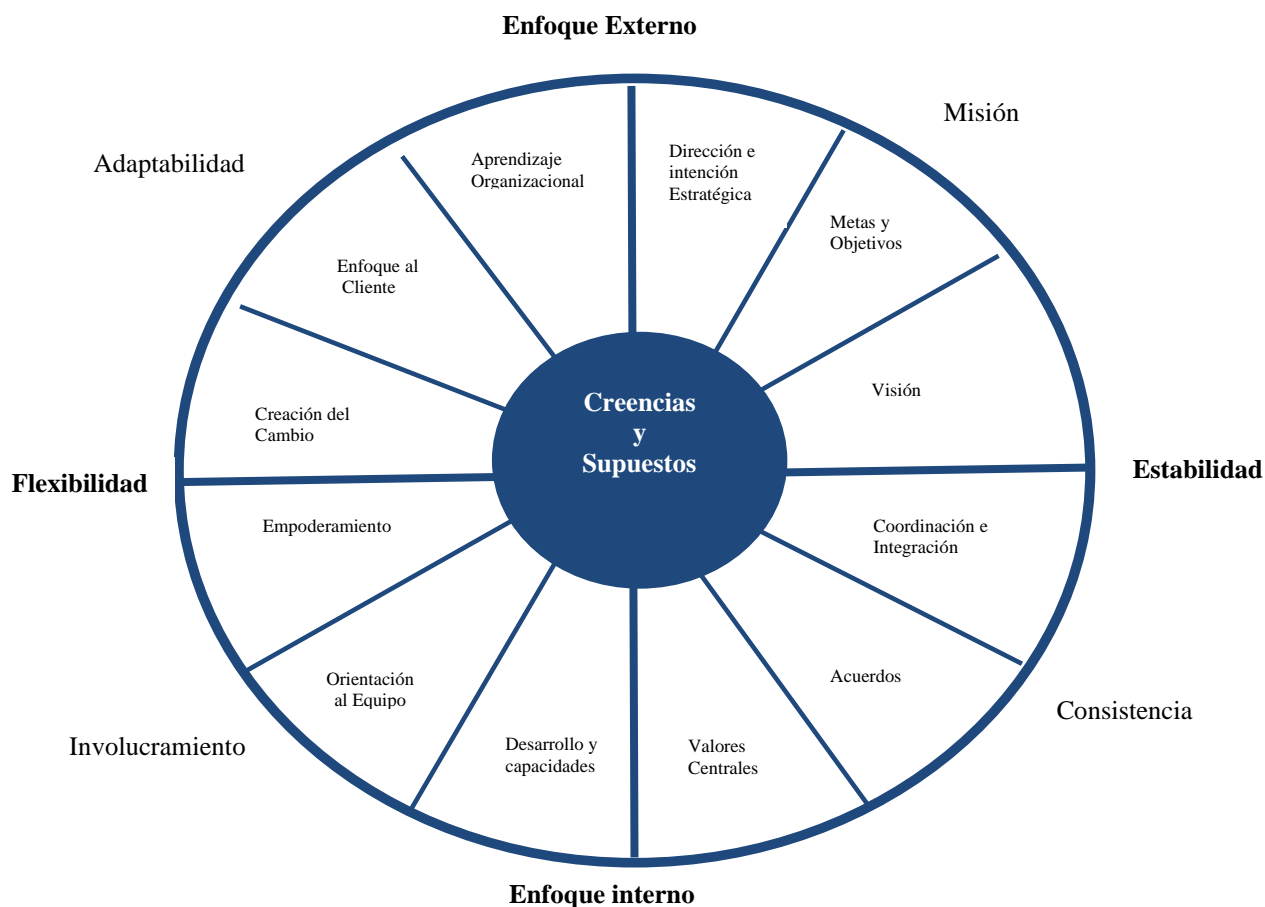 Enfoque Externo
Misión
Adaptabilidad
Aprendizaje
Organizacional
Dirección e
intención
Estratégica
Metas y
Objetivos
Enfoque al
Cliente
Visión
Creencias
y
Supuestos
Creación del
Cambio
Flexibilidad
Estabilidad
Empoderamiento
Coordinación e
Integración
Orientación
al Equipo
Acuerdos
Consistencia
Involucramiento
Desarrollo y
capacidades
Valores
Centrales
Enfoque interno